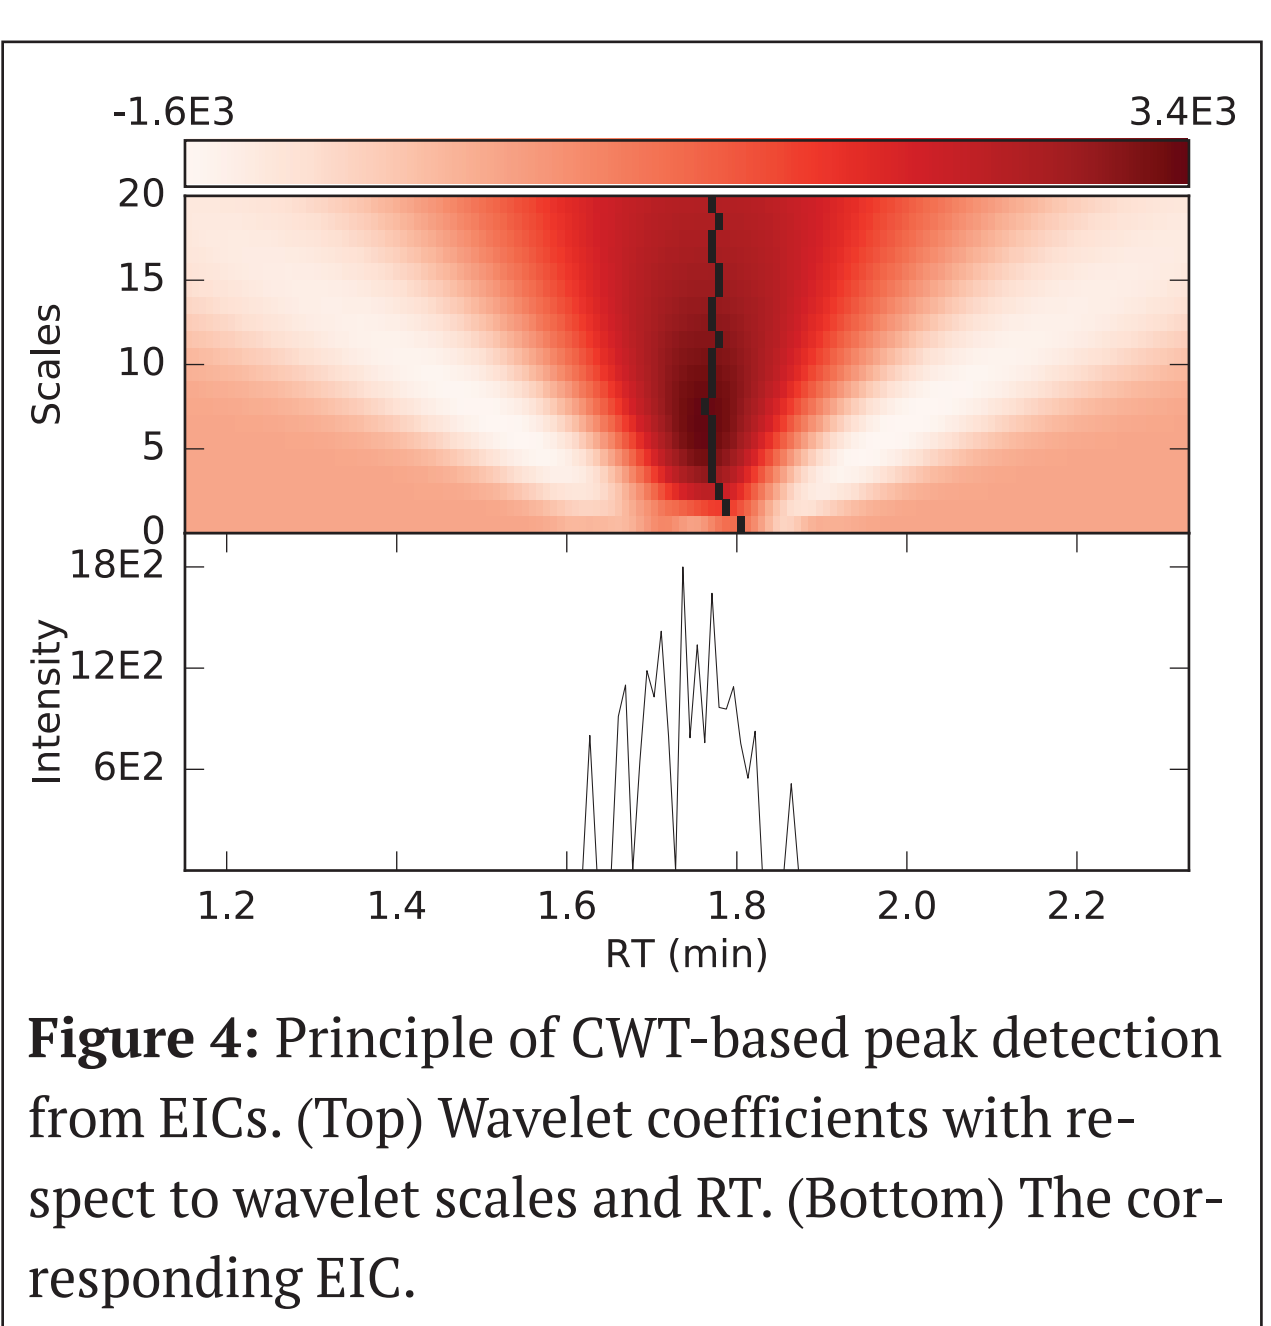 -1.6E3 3.4E3
20
15
10
5
0
Scales
18E2
12E2
6E2
Intensity
1.2 1.4 1.6 1.8 2.0 2.2
RT (min)
Figure 4: Principle of CWT-based peak detection
from EICs. (Top) Wavelet coefficients with re-
spect to wavelet scales and RT. (Bottom) The cor-
responding EIC.